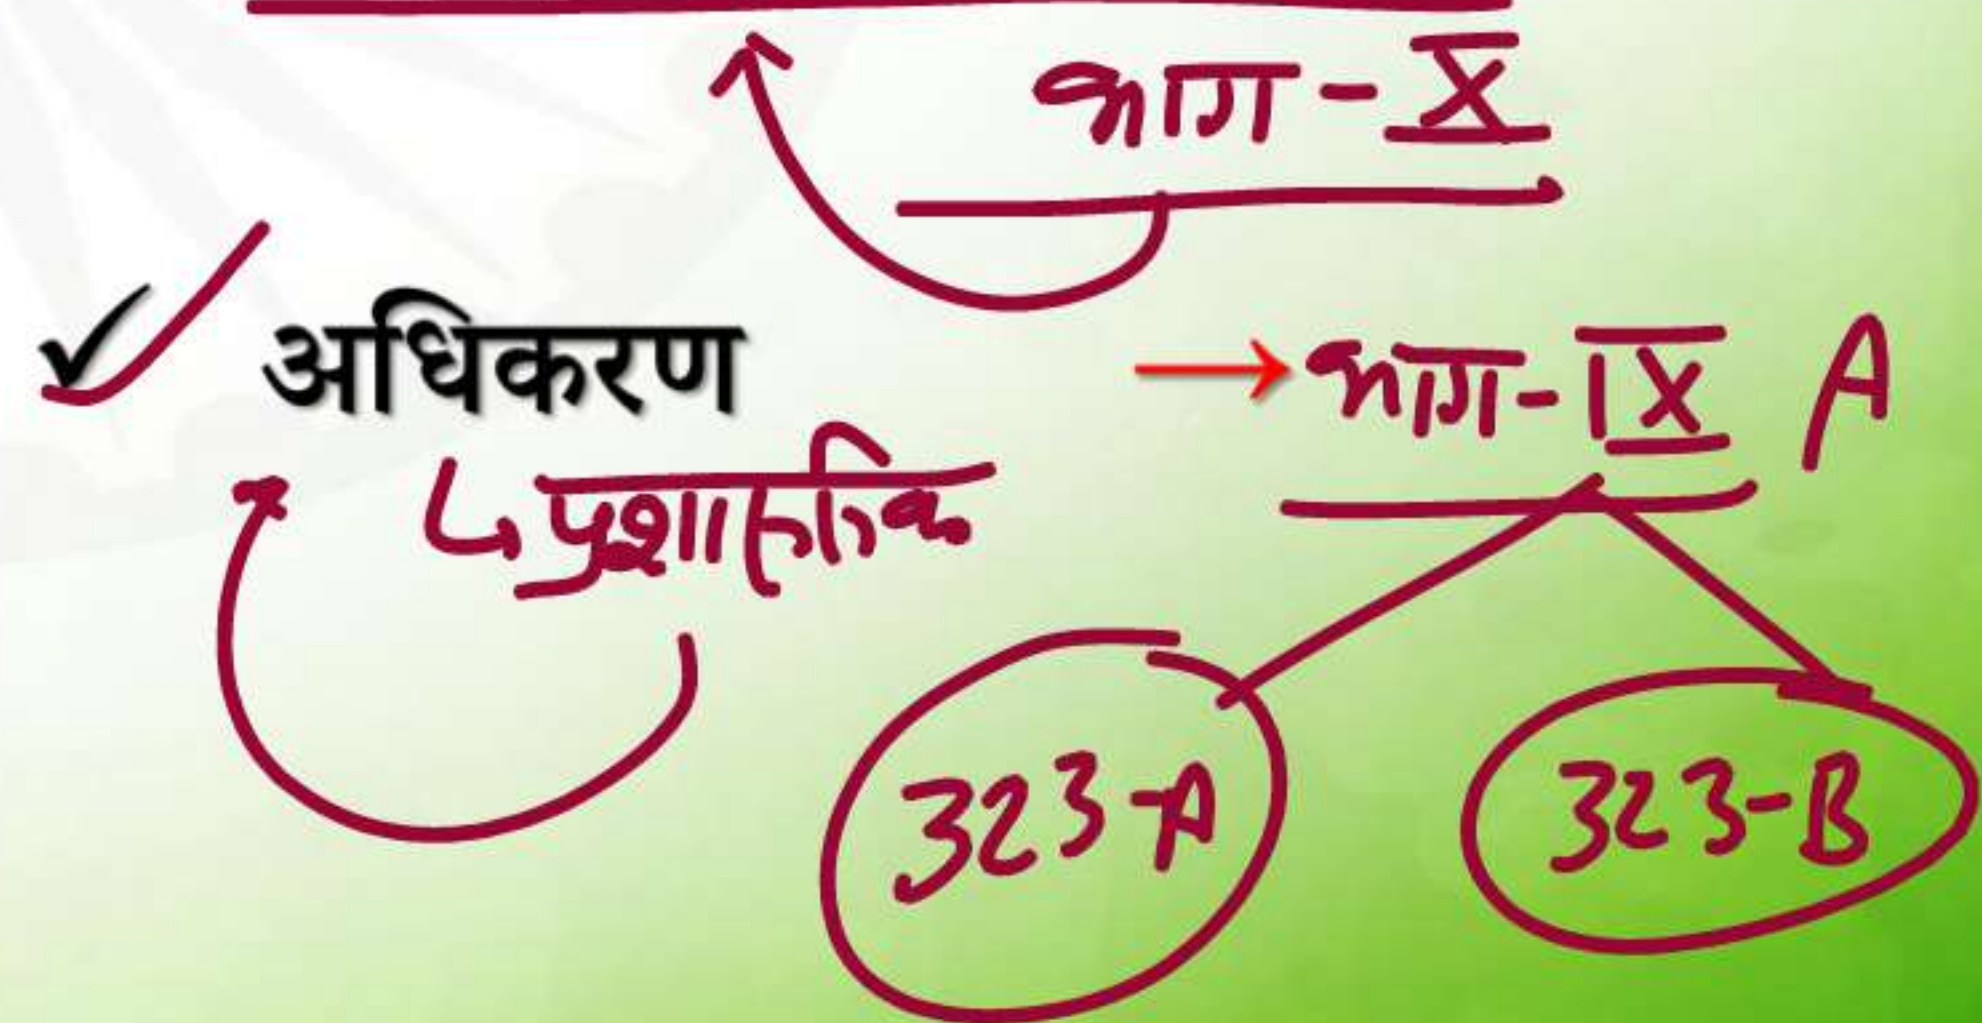 भाग - X
✓ अधिकरण → भाग - IX A
↳ प्रशासनिक
323-A 323-B